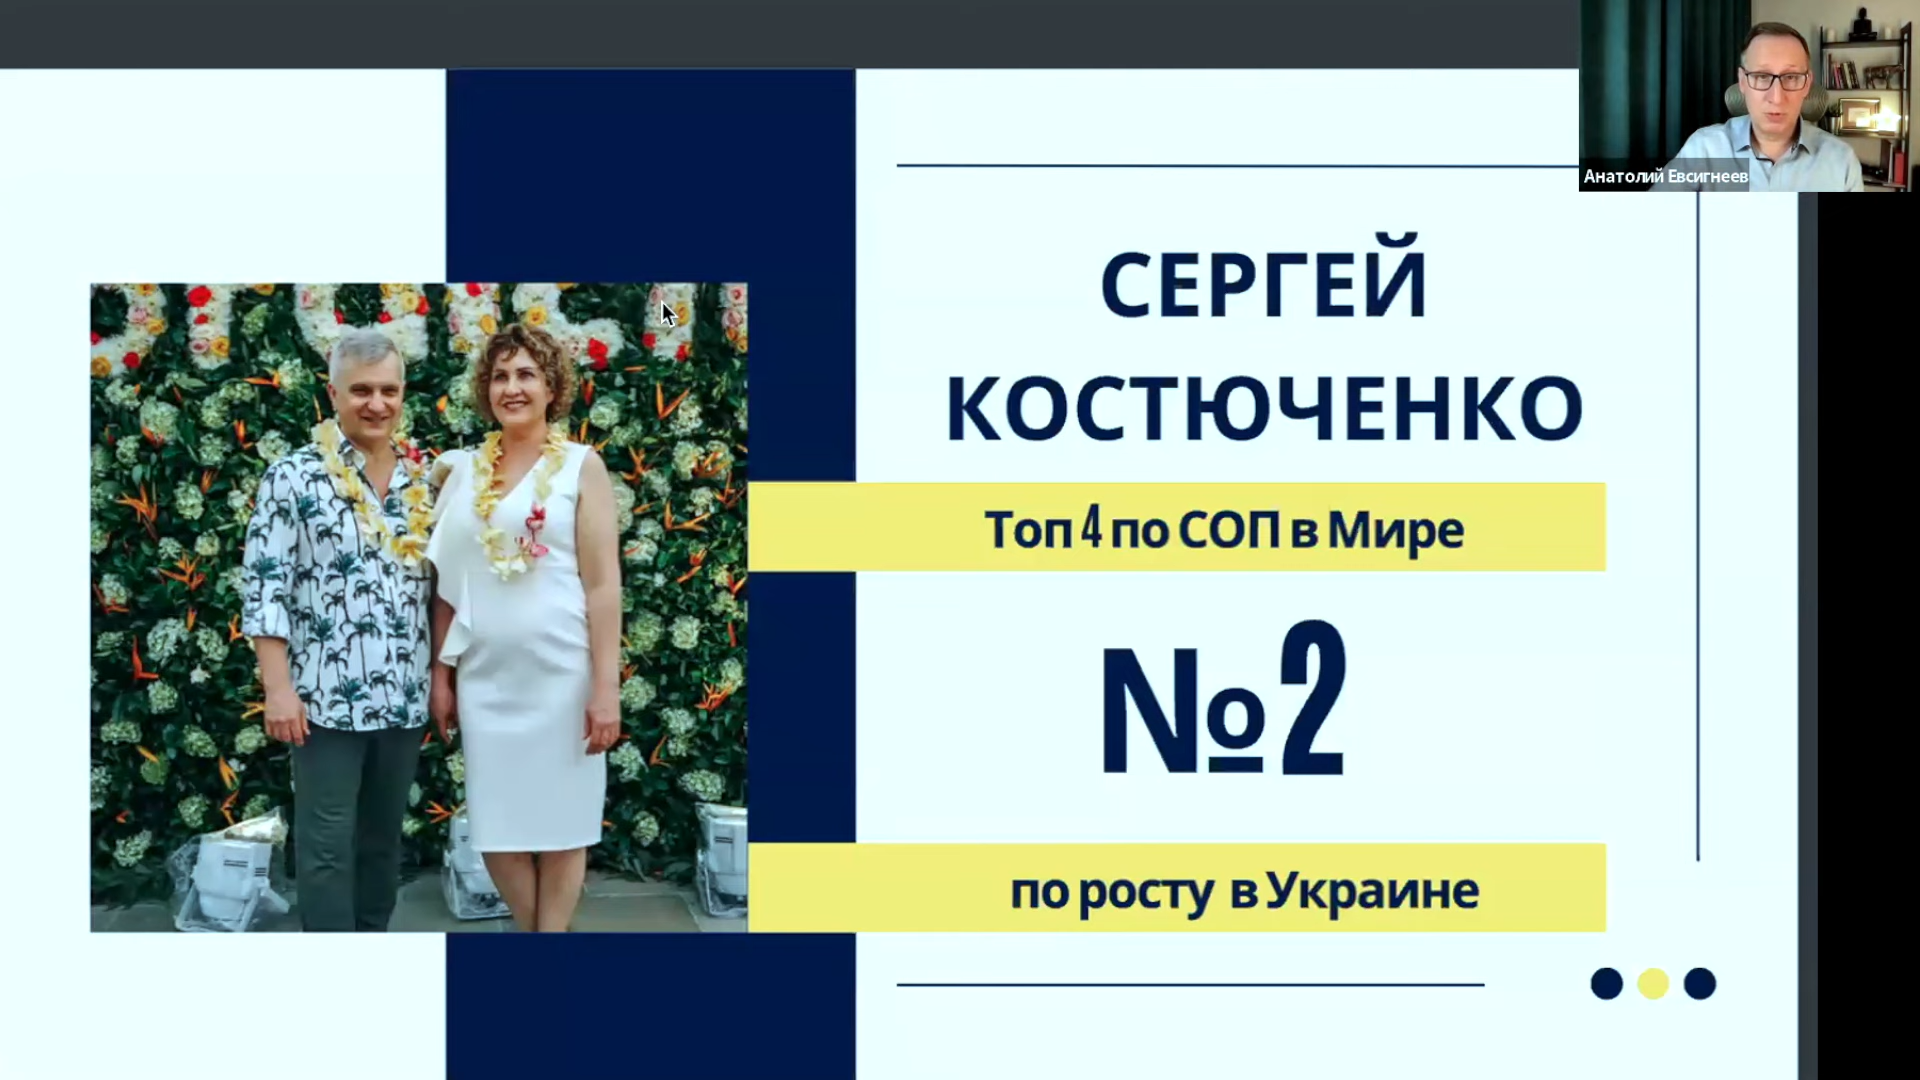 Анатолий Евсигнеев
СЕРГЕЙ
КОСТЮЧЕНКО
Топ 4 по СОП в Мире
№2
по росту в Украине